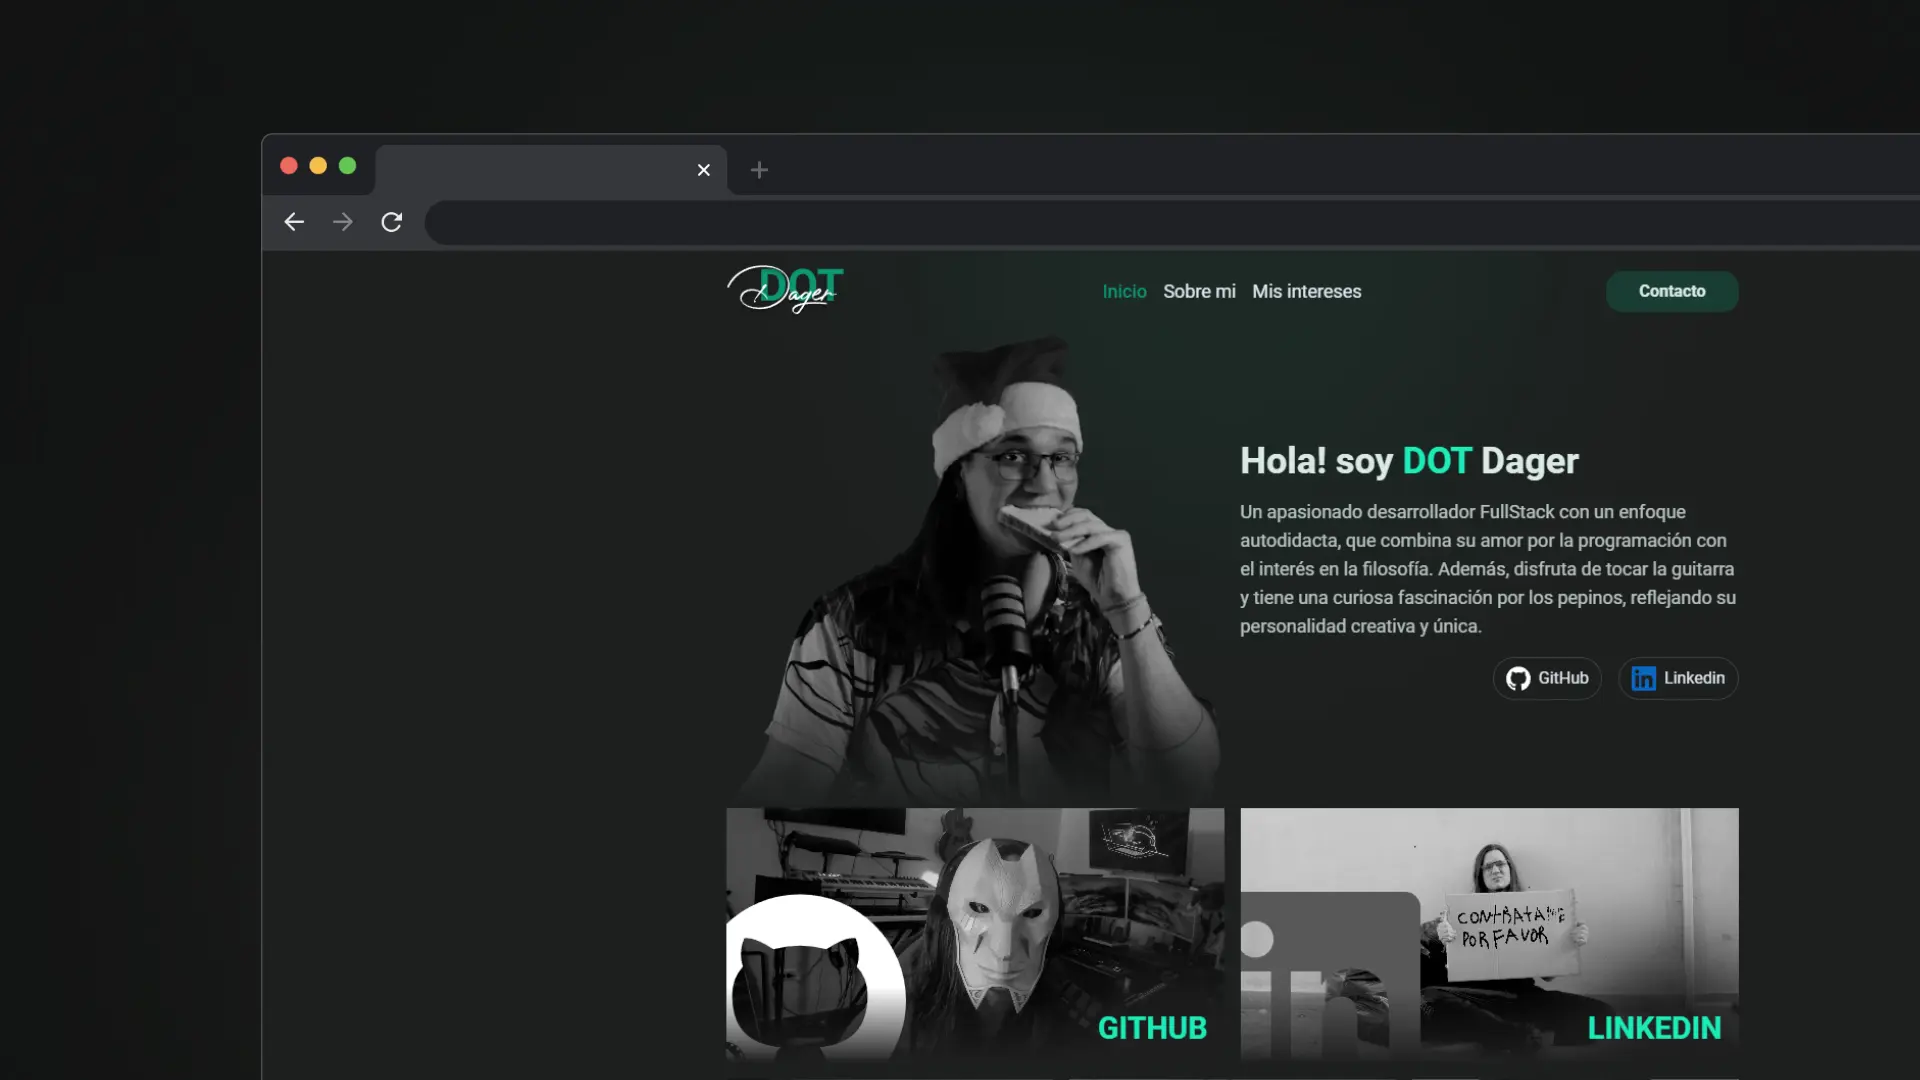 DOT
Dager
Inicio Sobre mi Mis intereses
Contacto
Hola! soy DOT Dager
Un apasionado desarrollador FullStack con un enfoque
autodidacta, que combina su amor por la programación con
el interés en la filosofía. Además, disfruta de tocar la guitarra
y tiene una curiosa fascinación por los pepinos, reflejando su
personalidad creativa y única.
GitHub
in Linkedin
CONTRATAME
POR FAVOR
in
GITHUB
LINKEDIN